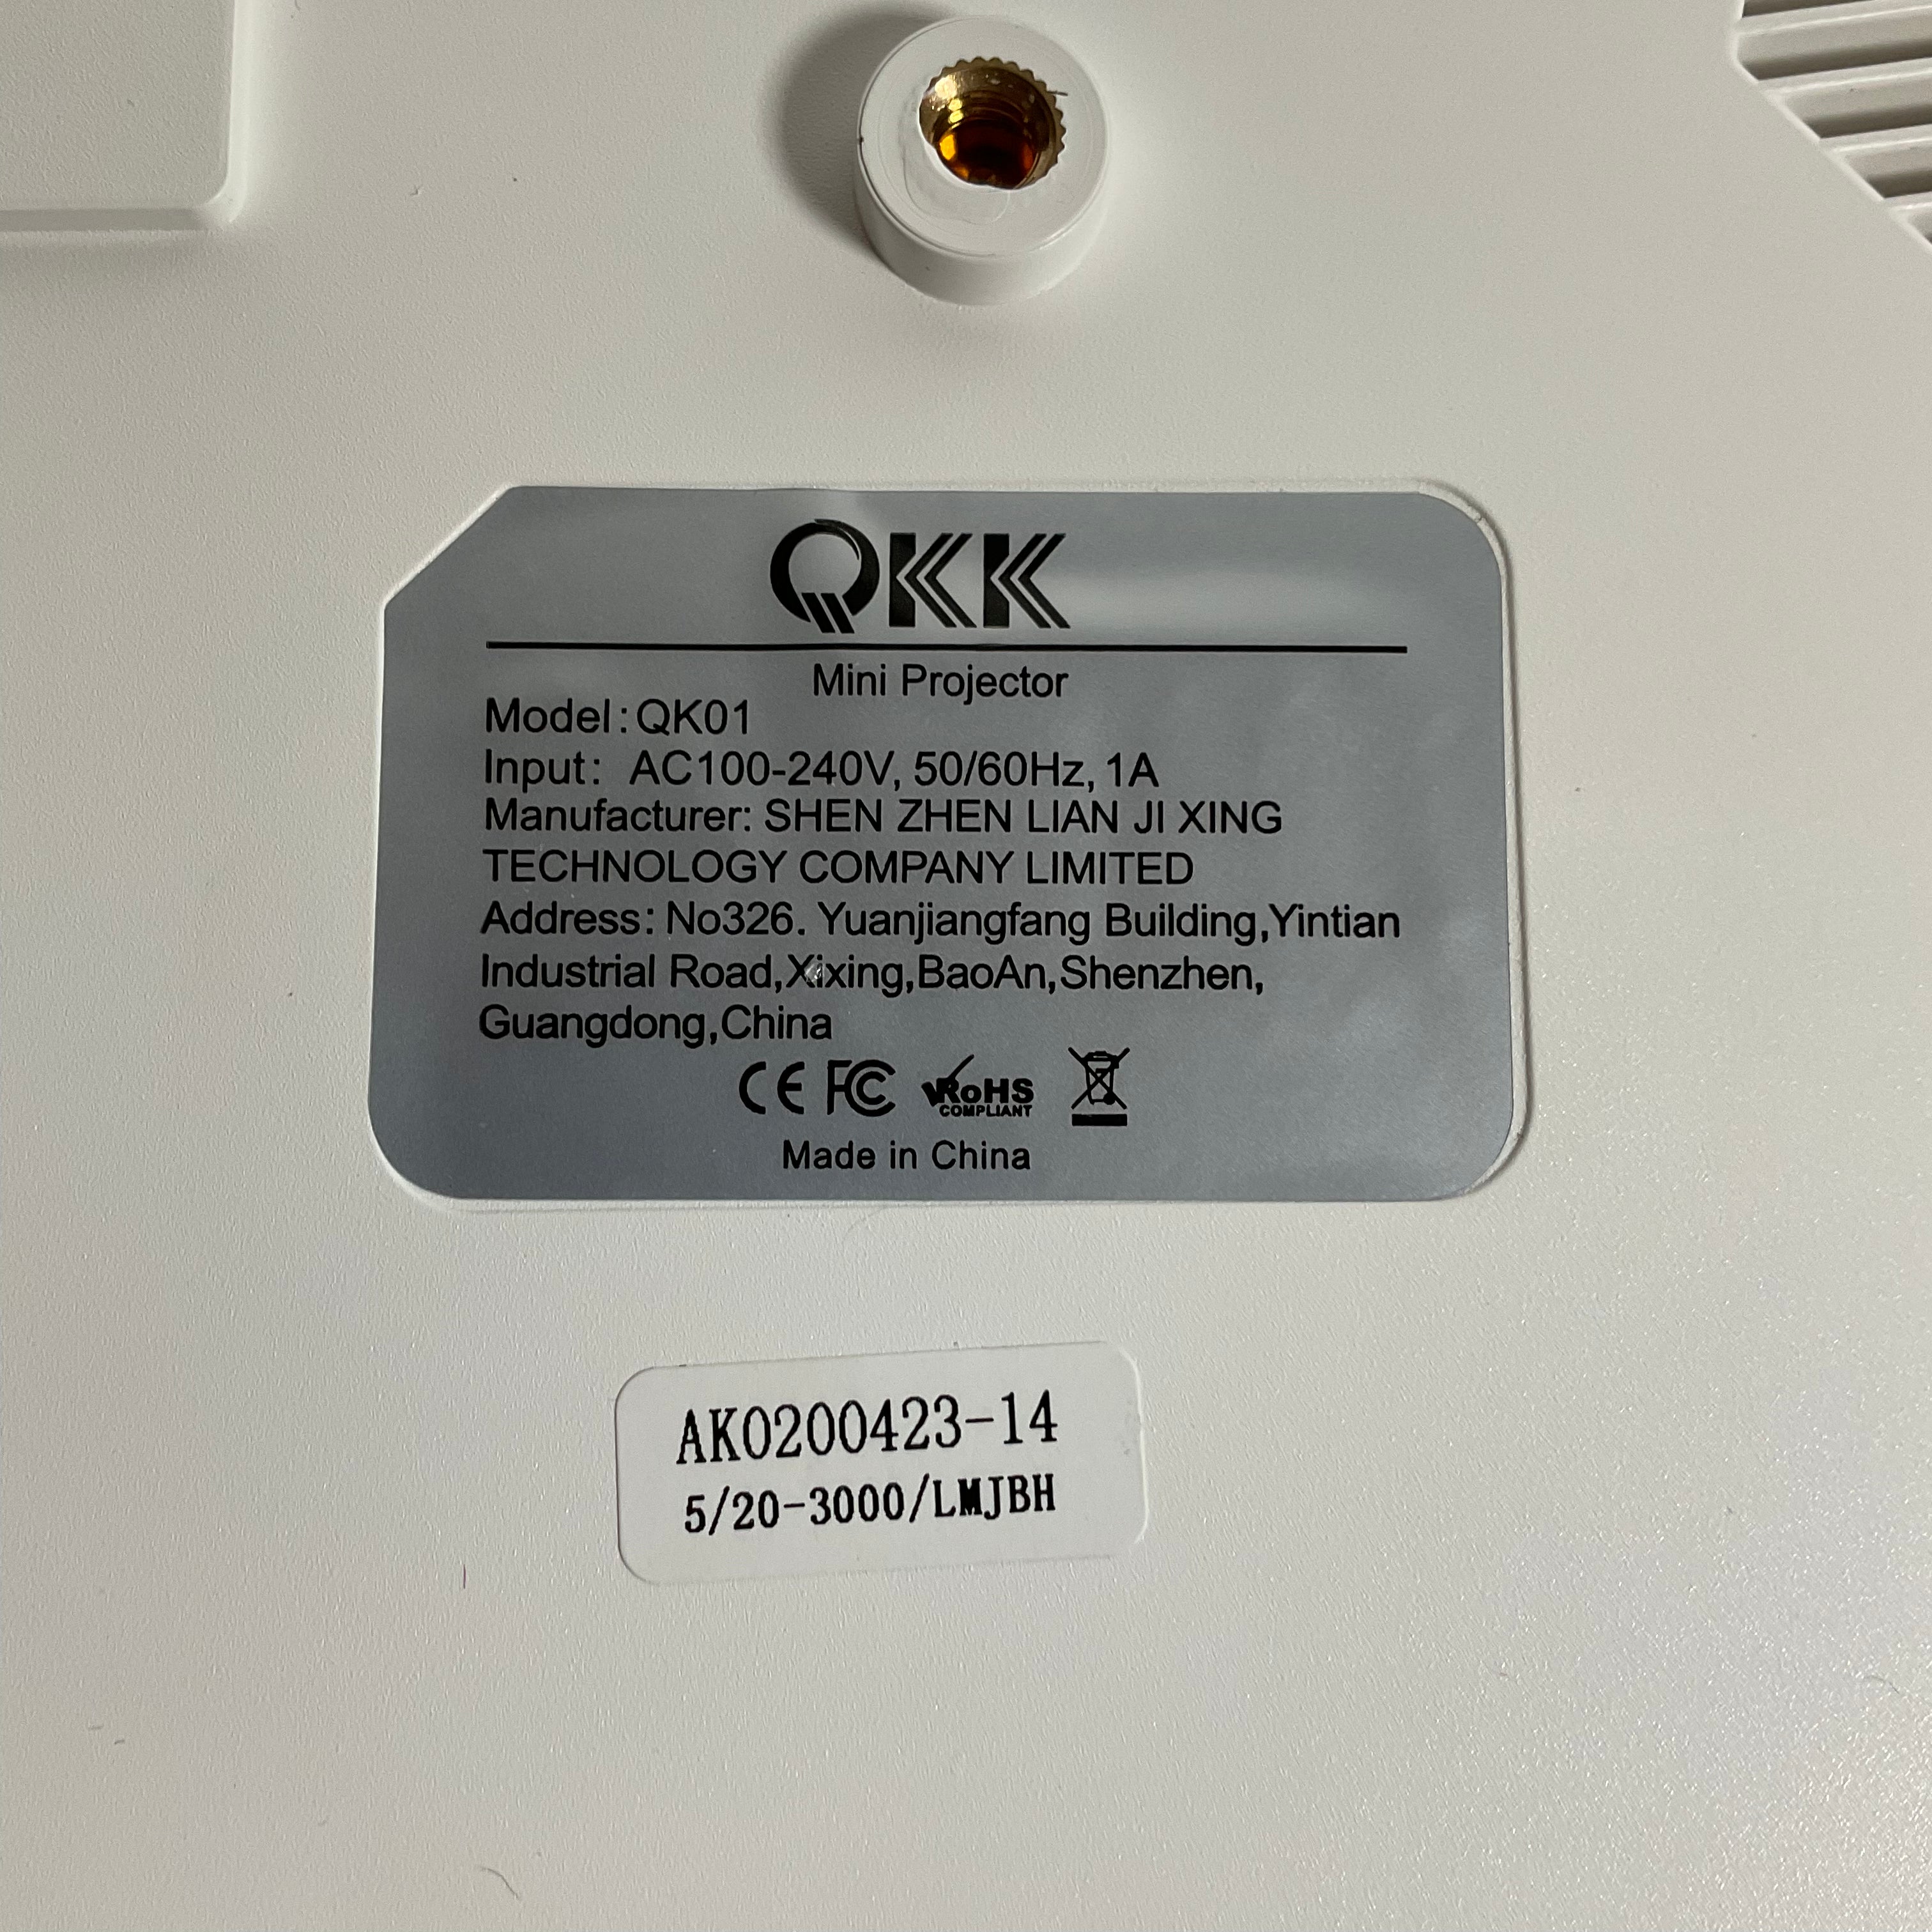 QKK
Mini Projector
Model:QK01
Input: AC100-240V, 50/60Hz, 1A
Manufacturer: SHEN ZHEN LIAN JI XING
TECHNOLOGY COMPANY LIMITED
Address: No326. Yuanjiangfang Building,Yintian
Industrial Road,Xixing,BaoAn,Shenzhen,
Guangdong,China
CE FC RoHS
COMPLIANT
Made in China
AK0200423-14
5/20-3000/LMJBH